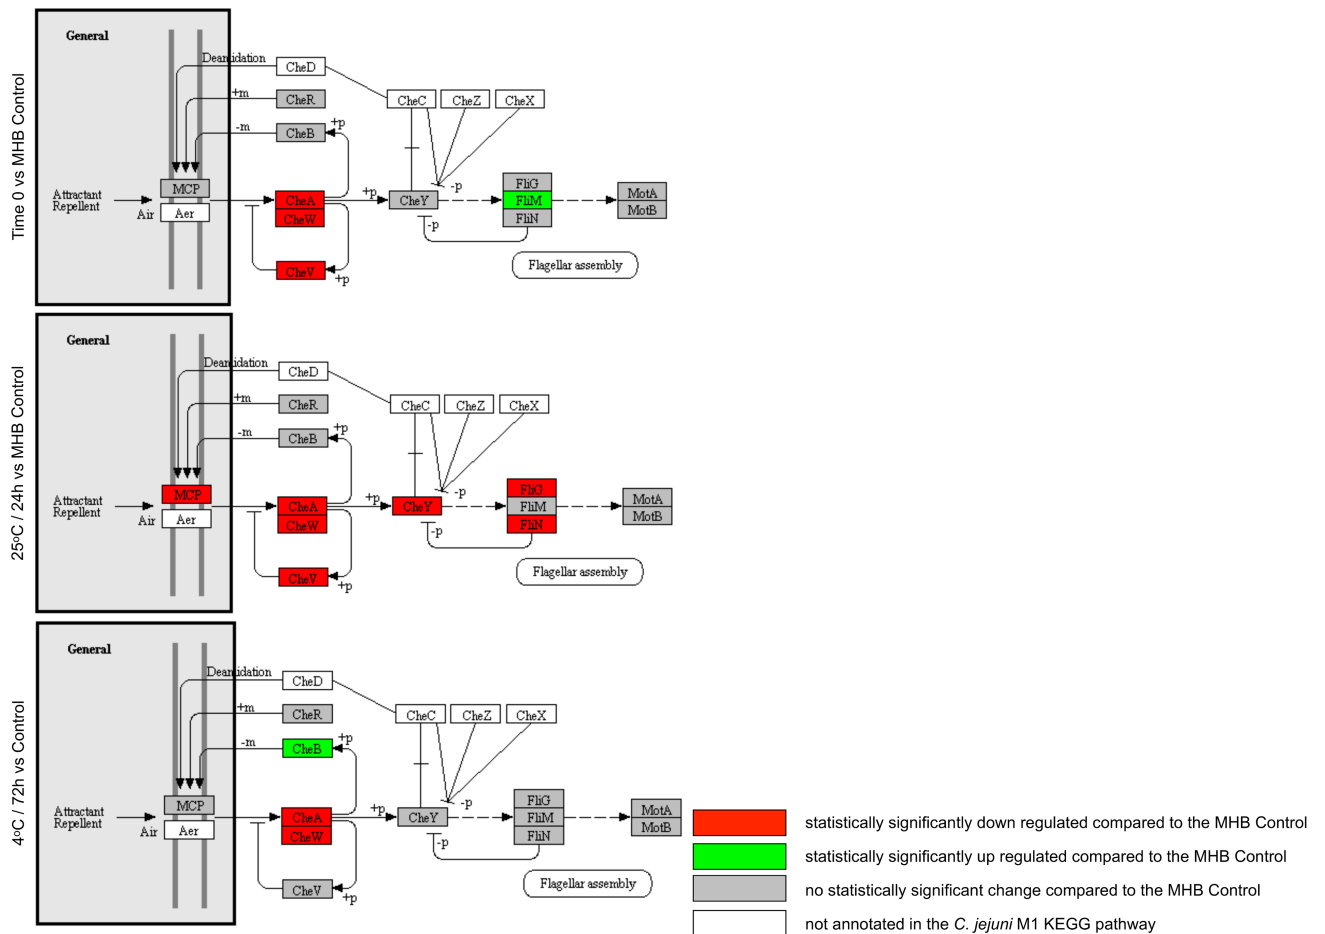 Time 0 vs MHB Control
General
Deamidation
CheD
+m
CheR
CheC
CheZ
CheX
-m
CheB
+p
Attractant
Repellent
Air
MCP
Aer
CheA
CheW
+p
CheY
-p
FliG
FliM
FliN
MotA
MotB
-p
CheV
+p
Flagellar assembly
25ºC / 24h vs MHB Control
General
Deamidation
CheD
+m
CheR
CheC
CheZ
CheX
-m
CheB
+p
Attractant
Repellent
Air
MCP
Aer
CheA
CheW
+p
CheY
-p
FliG
FliM
FliN
MotA
MotB
-p
CheV
+p
Flagellar assembly
4ºC / 72h vs Control
General
Deamidation
CheD
+m
CheR
CheC
CheZ
CheX
-m
CheB
+p
Attractant
Repellent
Air
MCP
Aer
CheA
CheW
+p
CheY
-p
FliG
FliM
FliN
MotA
MotB
-p
CheV
+p
Flagellar assembly
statistically significantly down regulated compared to the MHB Control
statistically significantly up regulated compared to the MHB Control
no statistically significant change compared to the MHB Control
not annotated in the C. jejuni M1 KEGG pathway